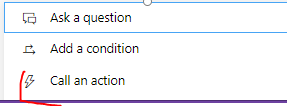 Ask a question
Add a condition
Call an action